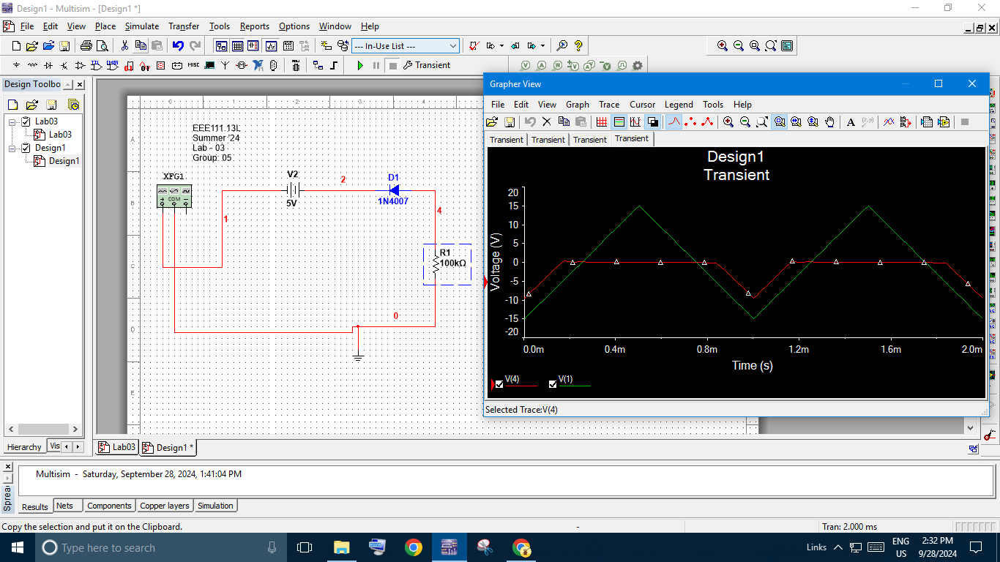 Design1 - Multisim - [Design1 *]
File Edit View Place Simulate Transfer Tools Reports Options Window Help
--- In-Use List ---
MISC
Transient
Design Toolbo
Lab03
Lab03
Design1
Design1
Hierarchy Vis
0 1 2 3 4
A
B
C
D
E
EEE111.13L
Summer '24
Lab - 03
Group: 05
XFG1
COM
V2
5V
2
D1
1N4007
1
4
R1
100kΩ
0
Grapher View
File Edit View Graph Trace Cursor Legend Tools Help
Transient Transient Transient Transient
Design1
Transient
Voltage (V)
20
15
10
5
0
-5
-10
-15
-20
0.0m 0.4m 0.8m 1.2m 1.6m 2.0m
Time (s)
V(4) V(1)
Selected Trace:V(4)
Lab03 Design1 *
Multisim - Saturday, September 28, 2024, 1:41:04 PM
Sprea
Results Nets Components Copper layers Simulation
Copy the selection and put it on the Clipboard. - Tran: 2.000 ms
Type here to search
Links
ENG
US
2:32 PM
9/28/2024